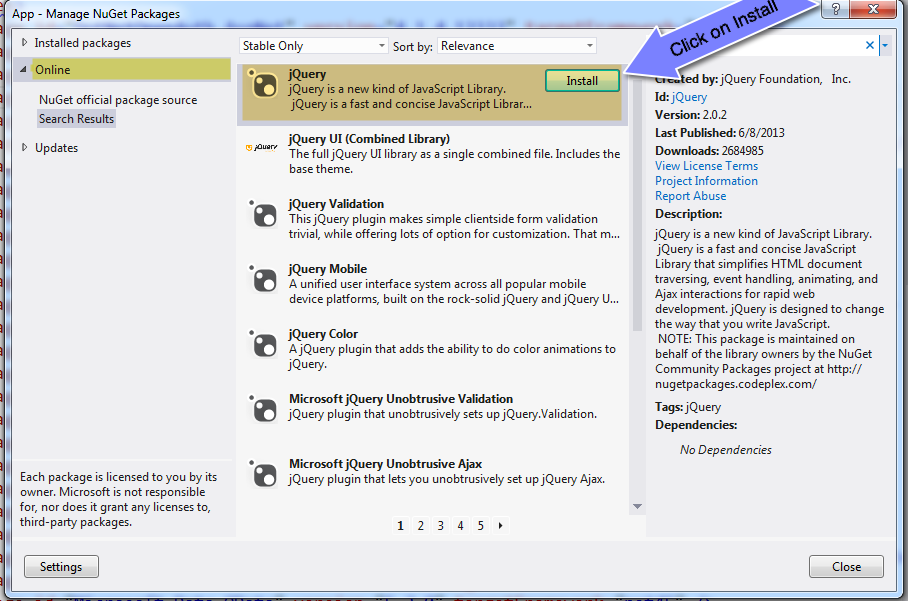 App - Manage NuGet Packages
?
Click on Install
Installed packages
Online
NuGet official package source
Search Results
Updates
Each package is licensed to you by its
owner. Microsoft is not responsible
for, nor does it grant any licenses to,
third-party packages.
Stable Only
Sort by: Relevance
jQuery
jQuery is a new kind of JavaScript Library.
jQuery is a fast and concise JavaScript Librar...
Install
jQuery
jQuery UI (Combined Library)
The full jQuery UI library as a single combined file. Includes the
base theme.
jQuery Validation
This jQuery plugin makes simple clientside form validation
trivial, while offering lots of option for customization. That m...
jQuery Mobile
A unified user interface system across all popular mobile
device platforms, built on the rock-solid jQuery and jQuery U...
jQuery Color
A jQuery plugin that adds the ability to do color animations to
jQuery.
Microsoft jQuery Unobtrusive Validation
jQuery plugin that unobtrusively sets up jQuery.Validation.
Microsoft jQuery Unobtrusive Ajax
jQuery plugin that lets you unobtrusively set up jQuery Ajax.
1 2 3 4 5
Created by: jQuery Foundation, Inc.
Id: jQuery
Version: 2.0.2
Last Published: 6/8/2013
Downloads: 2684985
View License Terms
Project Information
Report Abuse
Description:
jQuery is a new kind of JavaScript Library.
jQuery is a fast and concise JavaScript
Library that simplifies HTML document
traversing, event handling, animating, and
Ajax interactions for rapid web
development. jQuery is designed to change
the way that you write JavaScript.
NOTE: This package is maintained on
behalf of the library owners by the NuGet
Community Packages project at http://
nugetpackages.codeplex.com/
Tags: jQuery
Dependencies:
No Dependencies
Settings
Close